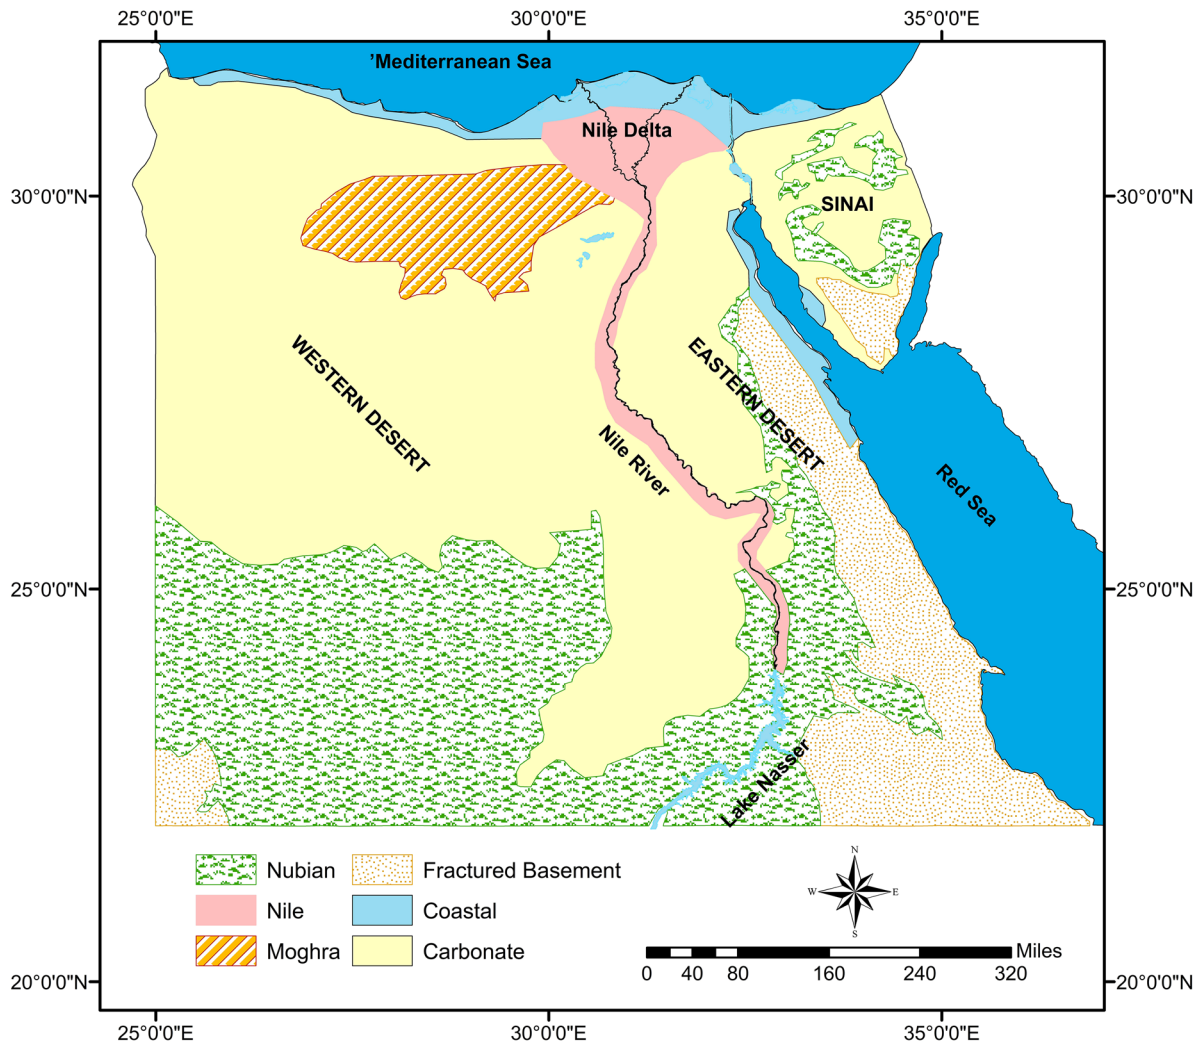 25°0'0"E 30°0'0"E 35°0'0"E
'Mediterranean Sea
Nile Delta
30°0'0"N 30°0'0"N
SINAI
WESTERN DESERT
EASTERN DESERT
Nile River
Red Sea
25°0'0"N 25°0'0"N
Lake Nasser
Nubian Fractured Basement
Nile Coastal
Moghra Carbonate
N
W E
S
Miles
0 40 80 160 240 320
20°0'0"N 20°0'0"N
25°0'0"E 30°0'0"E 35°0'0"E